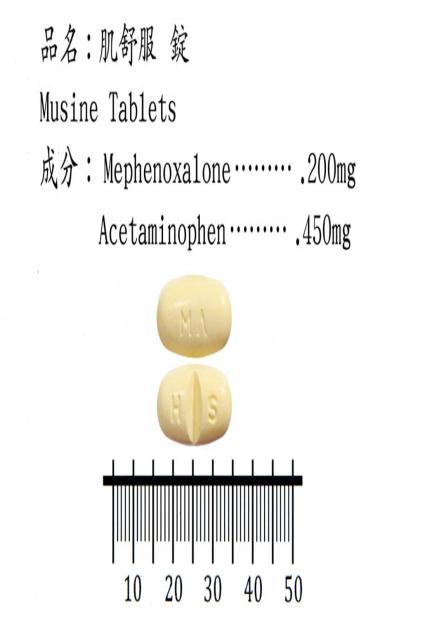 品名：肌舒服 錠
Musine Tablets
成分：Mephenoxalone⋯⋯⋯.200mg
Acetaminophen⋯⋯⋯.450mg
MA
H S
10 20 30 40 50